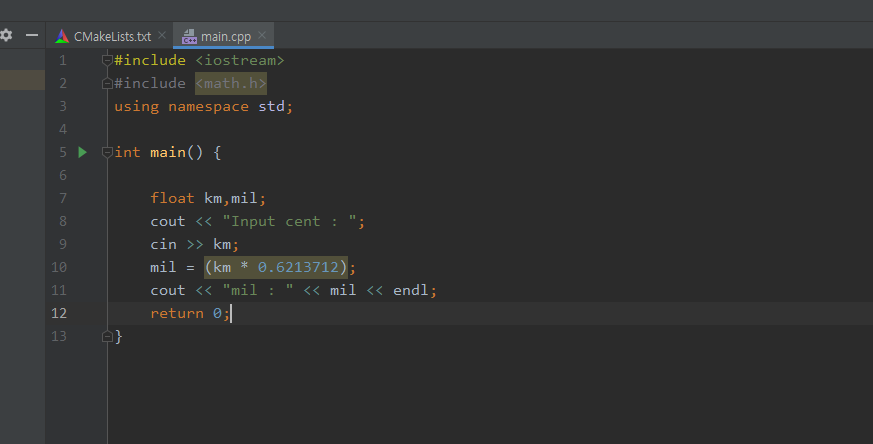 CMakeLists.txt main.cpp
1 #include <iostream>
2 #include <math.h>
3 using namespace std;
4
5 int main() {
6
7 float km,mil;
8 cout << "Input cent : ";
9 cin >> km;
10 mil = (km * 0.6213712);
11 cout << "mil : " << mil << endl;
12 return 0;
13 }